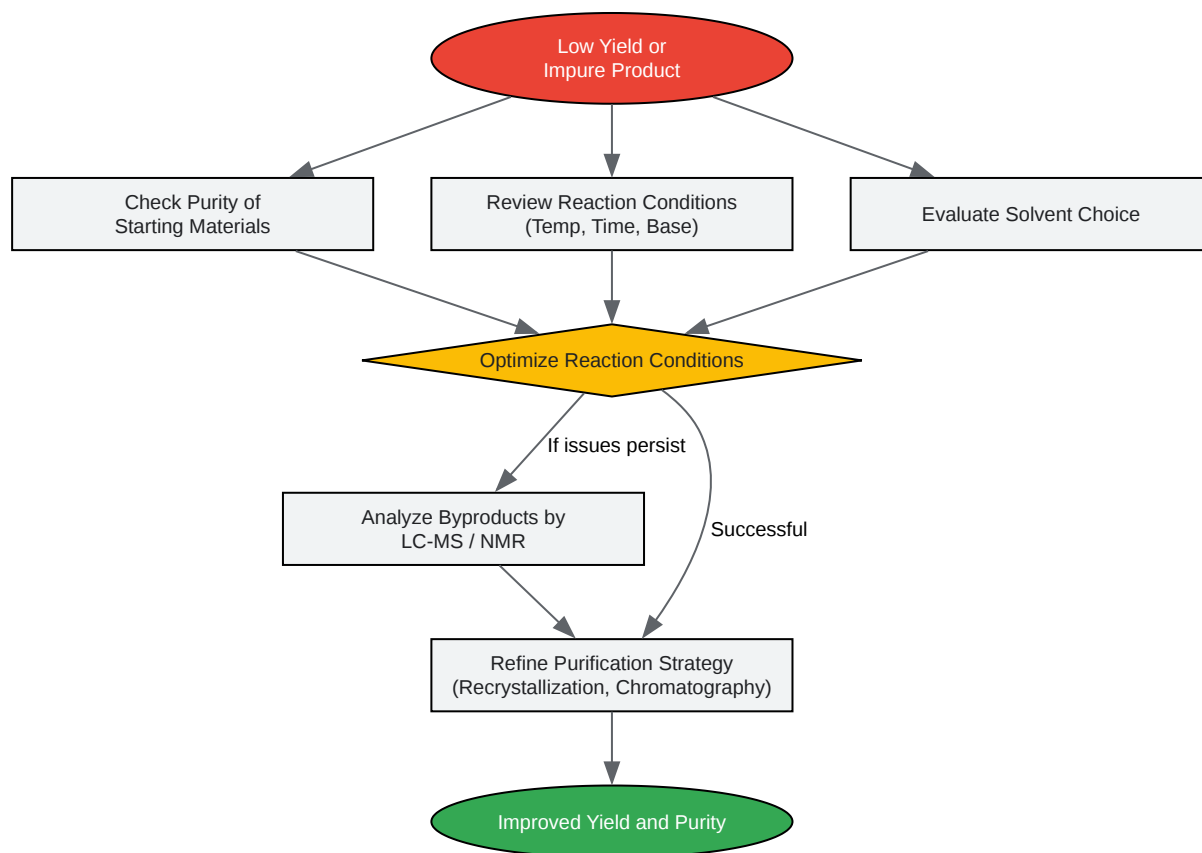 Low Yield or
Impure Product
Check Purity of
Starting Materials
Review Reaction Conditions
(Temp, Time, Base)
Evaluate Solvent Choice
Optimize Reaction Conditions
If issues persist
Analyze Byproducts by
LC-MS / NMR
Successful
Refine Purification Strategy
(Recrystallization, Chromatography)
Improved Yield and Purity